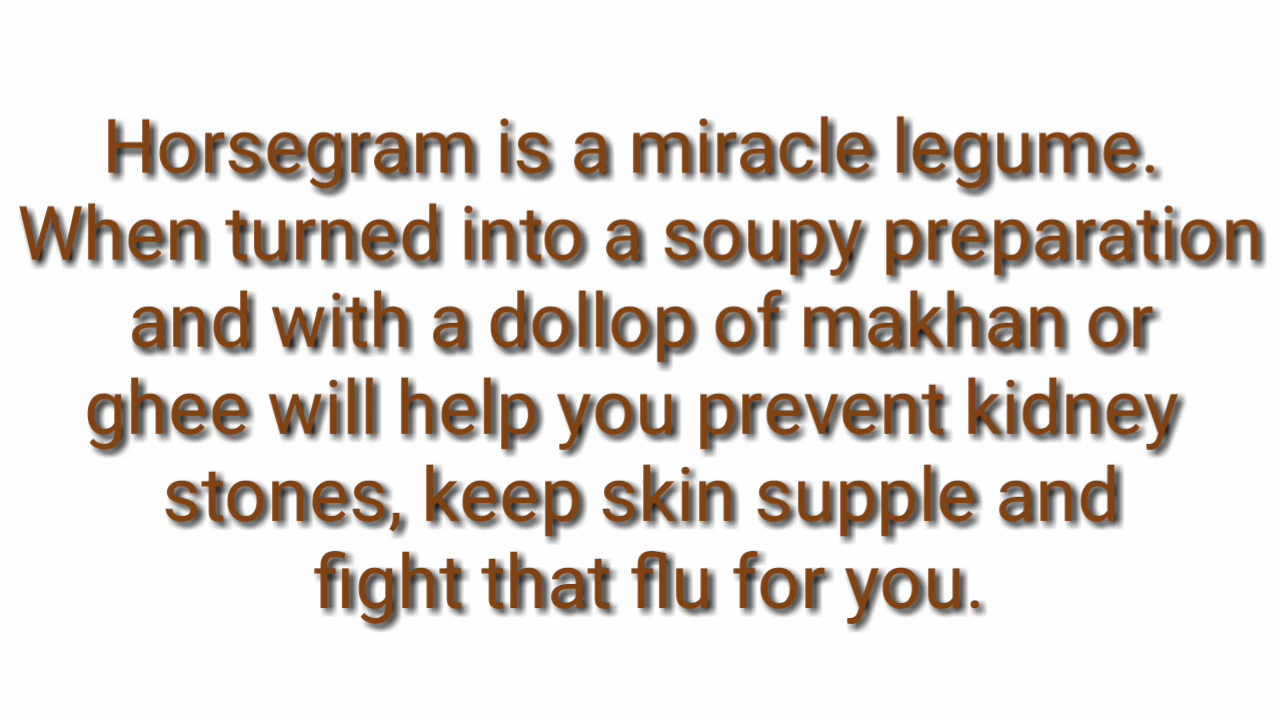 Horsegram is a miracle legume.
When turned into a soupy preparation
and with a dollop of makhan or
ghee will help you prevent kidney
stones, keep skin supple and
fight that flu for you.